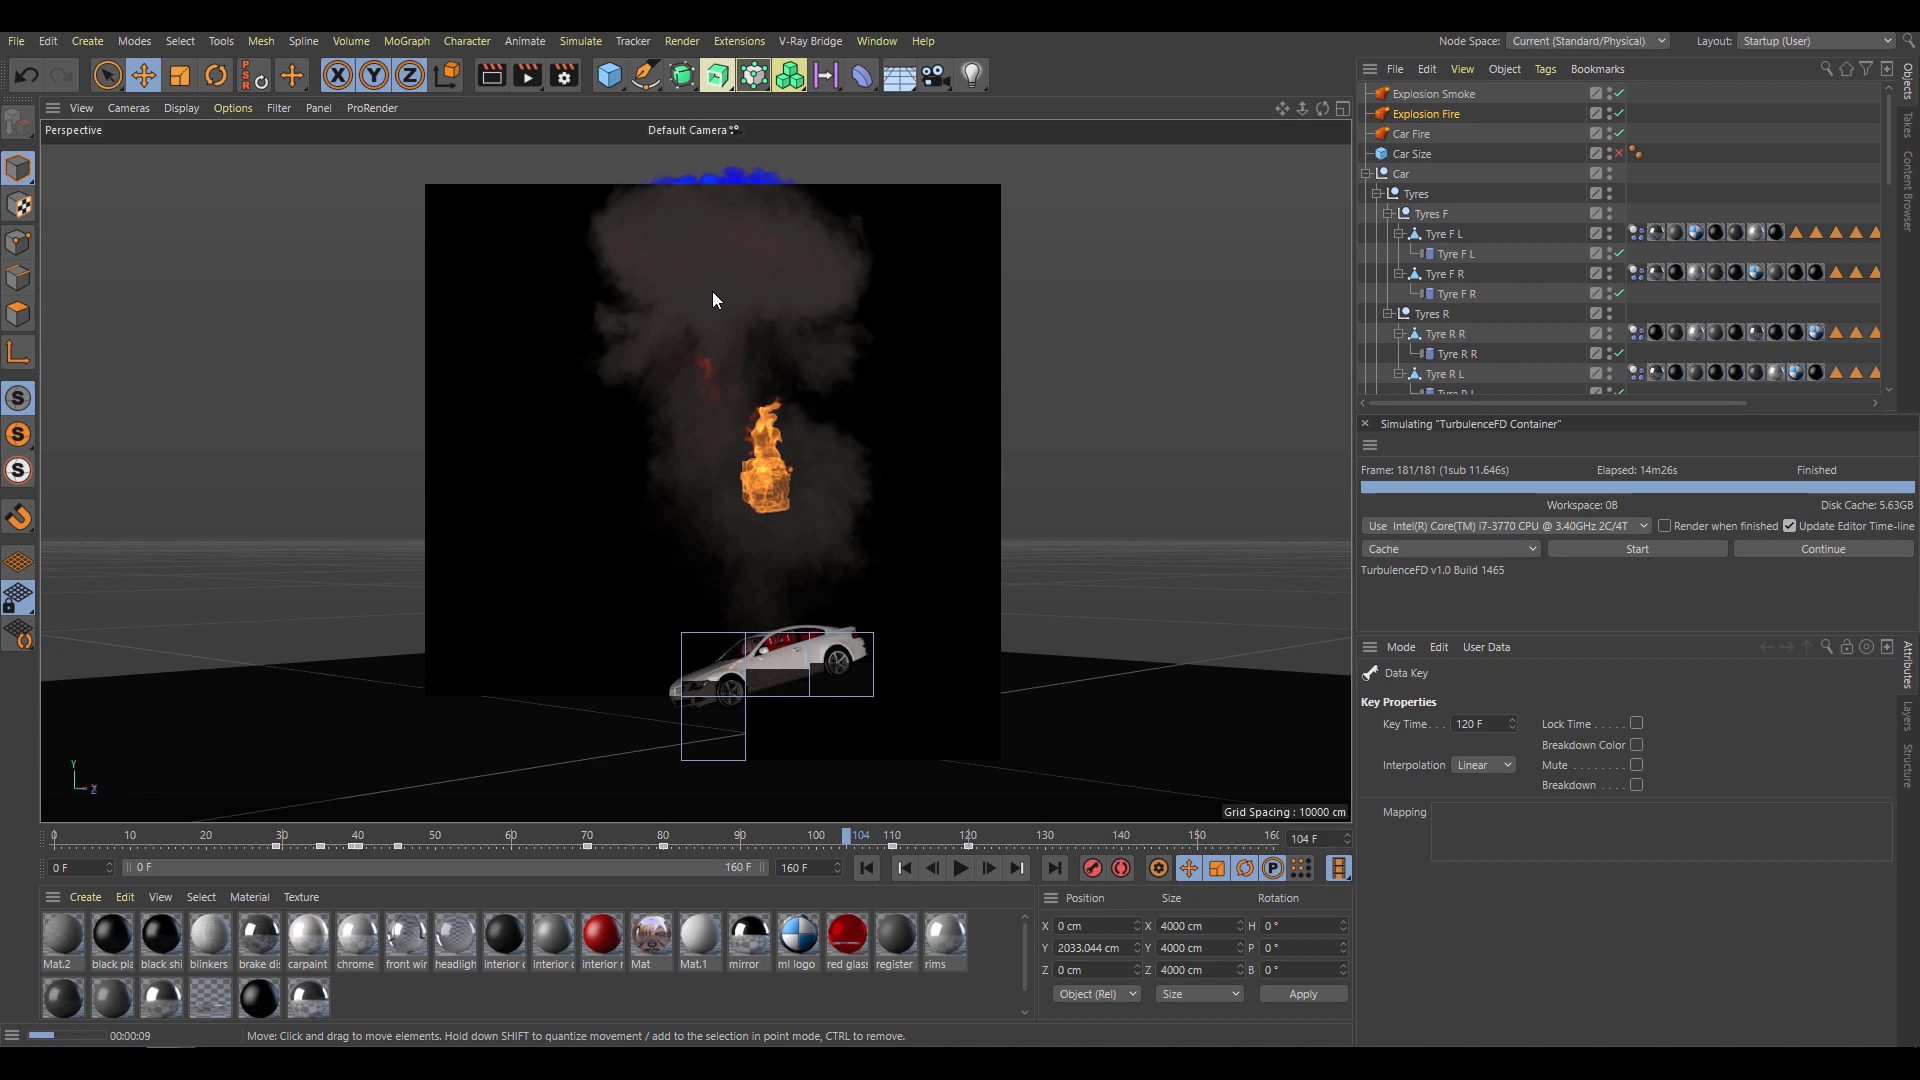 File Edit Create Modes Select Tools Mesh Spline Volume MoGraph Character Animate Simulate Tracker Render Extensions V-Ray Bridge Window Help
Node Space: Current (Standard/Physical) Layout: Startup (User)
PSR X Y Z
File Edit View Object Tags Bookmarks
View Cameras Display Options Filter Panel ProRender
Perspective
Default Camera
Explosion Smoke
Explosion Fire
Car Fire
Car Size
Car
Tyres
Tyres F
Tyre F L
Tyre F L
Tyre F R
Tyre F R
Tyres R
Tyre R R
Tyre R R
Tyre R L
Objects
Takes
Content Browser
Simulating "TurbulenceFD Container"
Frame: 181/181 (1sub 11.646s) Elapsed: 14m26s Finished
Workspace: 0B Disk Cache: 5.63GB
Use Intel(R) Core(TM) i7-3770 CPU @ 3.40GHz 2C/4T Render when finished Update Editor Time-line
Cache Start Continue
TurbulenceFD v1.0 Build 1465
Mode Edit User Data
Data Key
Key Properties
Key Time . . . 120 F Lock Time . . . . .
Breakdown Color
Interpolation Linear Mute . . . . . . . .
Breakdown . . . .
Mapping
Attributes
Layers
Structure
Y
Z
Grid Spacing : 10000 cm
0 10 20 30 40 50 60 70 80 90 100 104 110 120 130 140 150 160 104 F
0 F 0 F 160 F 160 F
Create Edit View Select Material Texture
Mat.2 black pla black shi blinkers brake di carpaint chrome front wir headligh interior c interior c interior r Mat Mat.1 mirror ml logo red glass register rims
Position Size Rotation
X 0 cm X 4000 cm H 0 °
Y 2033.044 cm Y 4000 cm P 0 °
Z 0 cm Z 4000 cm B 0 °
Object (Rel) Size Apply
00:00:09 Move: Click and drag to move elements. Hold down SHIFT to quantize movement / add to the selection in point mode, CTRL to remove.